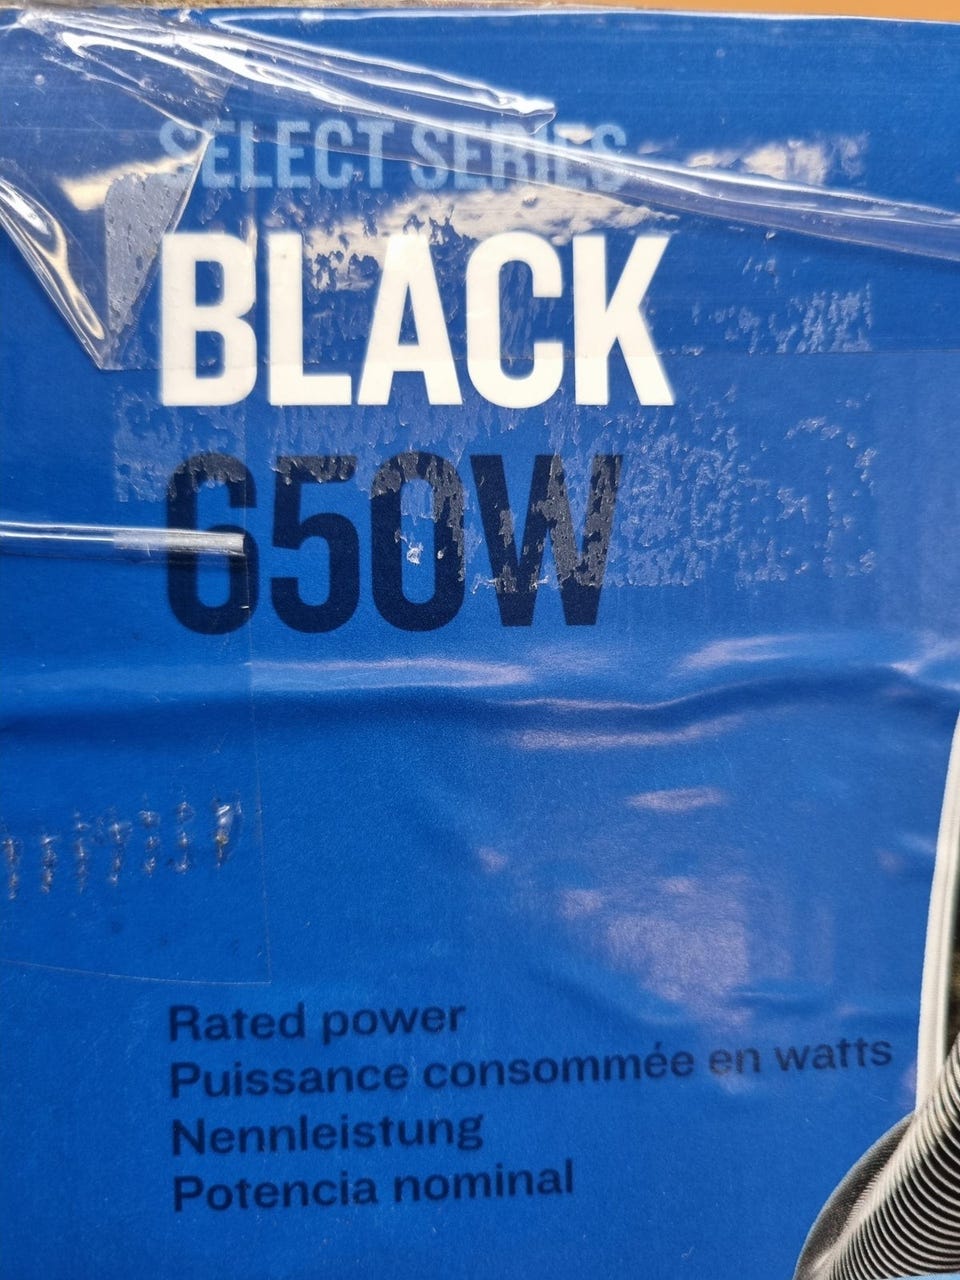 SELECT SERIES
BLACK
650W
Rated power
Puissance consommée en watts
Nennleistung
Potencia nominal